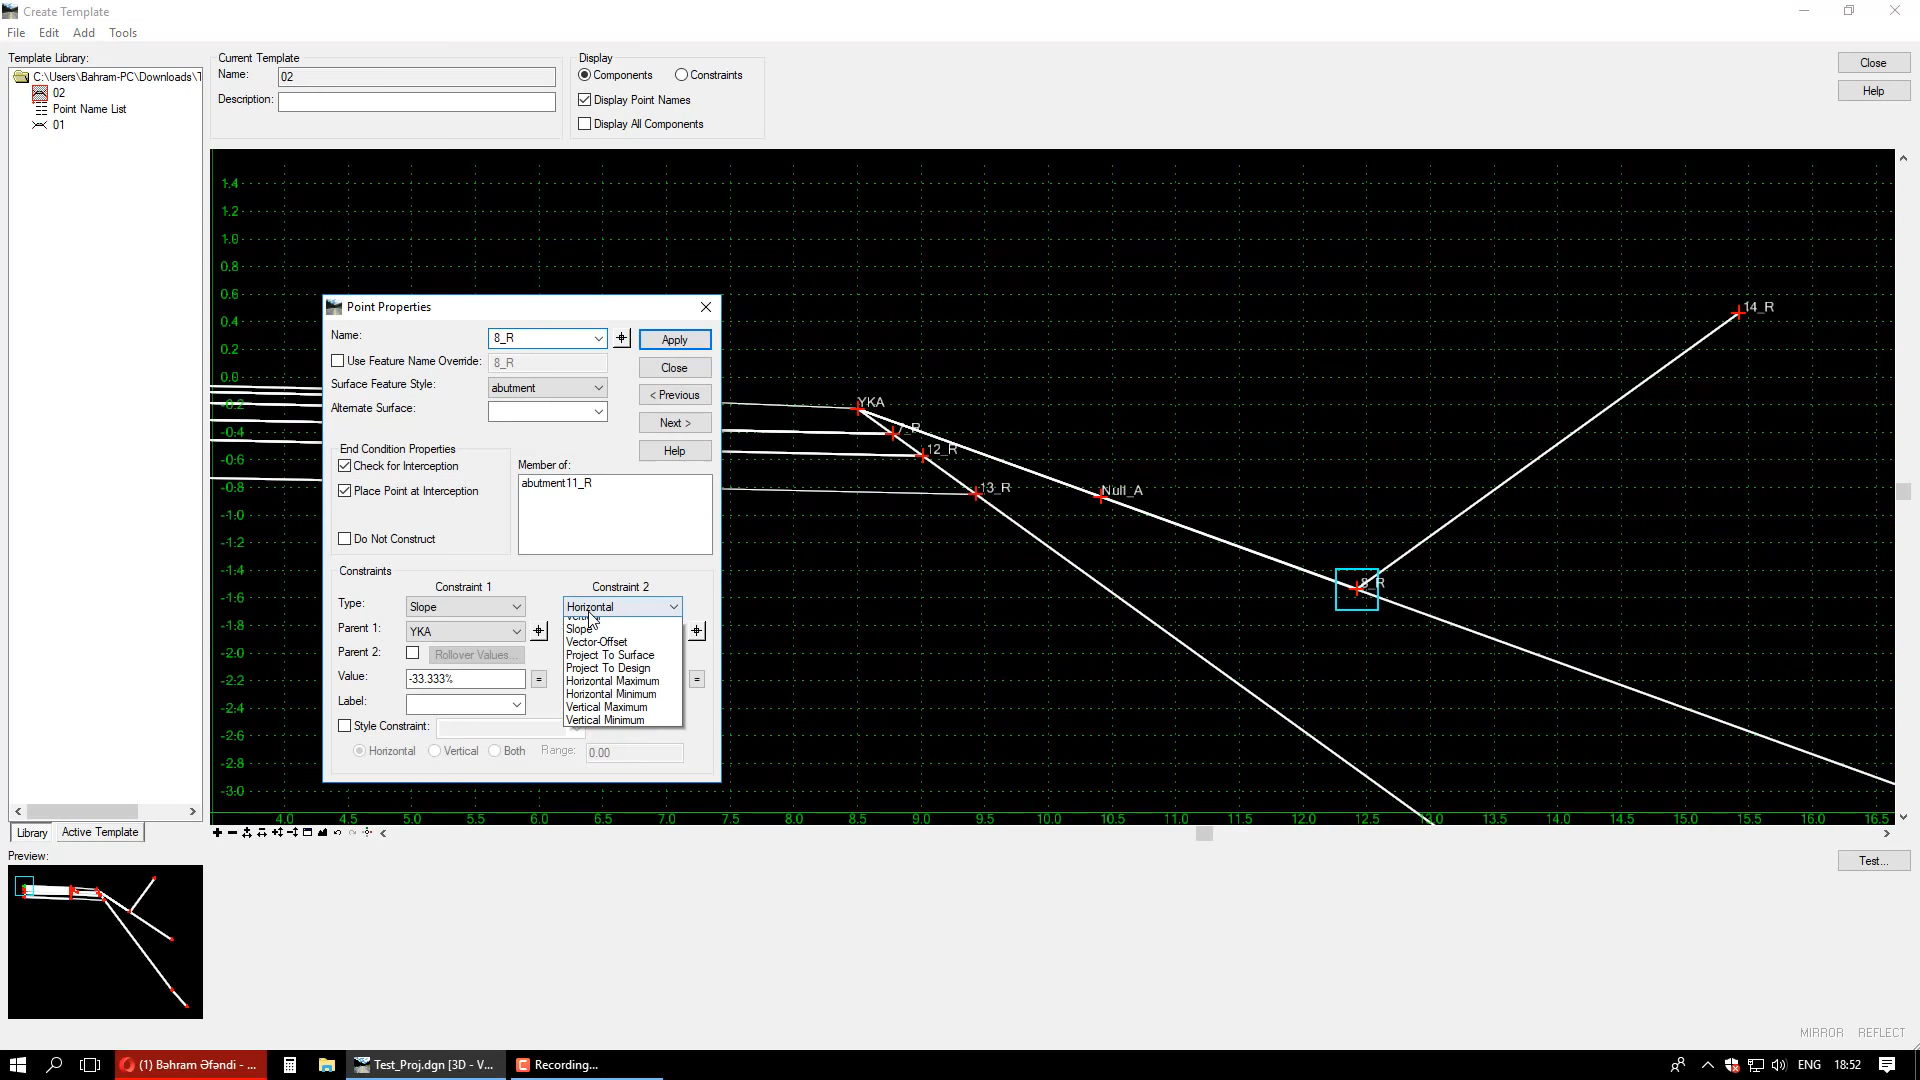 Create Template
File Edit Add Tools
Template Library:
C:\Users\Bahram-PC\Downloads\T
02
Point Name List
01
Current Template
Name: 02
Description:
Display
Components Constraints
Display Point Names
Display All Components
Close
Help
1.4
1.2
1.0
0.8
0.6
0.4
0.2
0.0
-0.2
-0.4
-0.6
-0.8
-1.0
-1.2
-1.4
-1.6
-1.8
-2.0
-2.2
-2.4
-2.6
-2.8
-3.0
4.0 4.5 5.0 5.5 6.0 6.5 7.0 7.5 8.0 8.5 9.0 9.5 10.0 10.5 11.0 11.5 12.0 12.5 13.0 13.5 14.0 14.5 15.0 15.5 16.0 16.5
14_R
YKA
7_R
12_R
13_R
Null_A
8_R
Point Properties
Name: 8_R Apply
Use Feature Name Override: 8_R Close
Surface Feature Style: abutment < Previous
Alternate Surface: Next >
Help
End Condition Properties
Check for Interception
Place Point at Interception
Do Not Construct
Member of:
abutment11_R
Constraints
Constraint 1 Constraint 2
Type: Slope Horizontal
Parent 1: YKA
Parent 2: Rollover Values...
Value: -33.333% = =
Label:
Style Constraint:
Horizontal Vertical Both Range: 0.00
Vertical
Slope
Vector-Offset
Project To Surface
Project To Design
Horizontal Maximum
Horizontal Minimum
Vertical Maximum
Vertical Minimum
Library Active Template
Preview:
Test...
MIRROR REFLECT
(1) Bəhram Əfəndi - ...
Test_Proj.dgn [3D - V...
Recording...
ENG 18:52